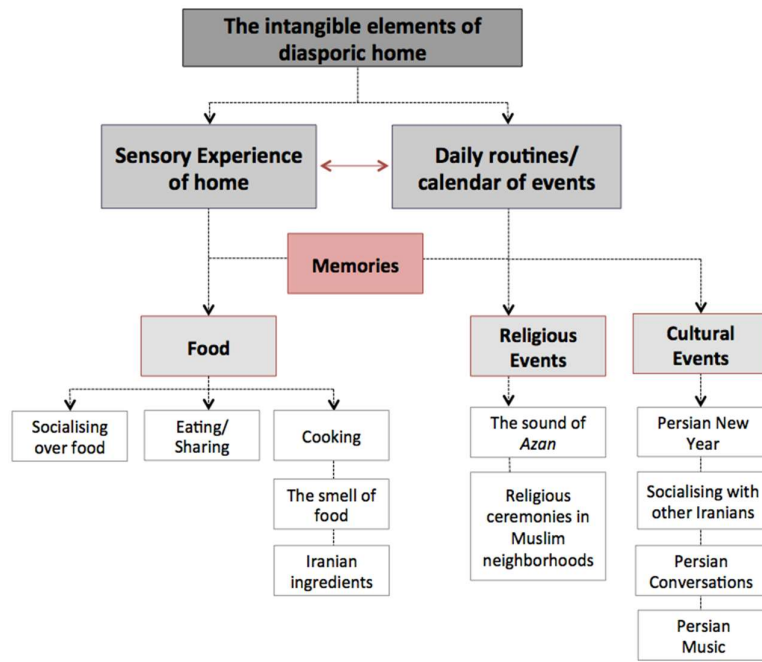 The intangible elements of
diasporic home
Sensory Experience
of home
Daily routines/
calendar of events
Memories
Food
Religious
Events
Cultural
Events
Socialising
over food
Eating/
Sharing
Cooking
The smell of
food
Iranian
ingredients
The sound of
Azan
Religious
ceremonies in
Muslim
neighborhoods
Persian New
Year
Socialising with
other Iranians
Persian
Conversations
Persian
Music